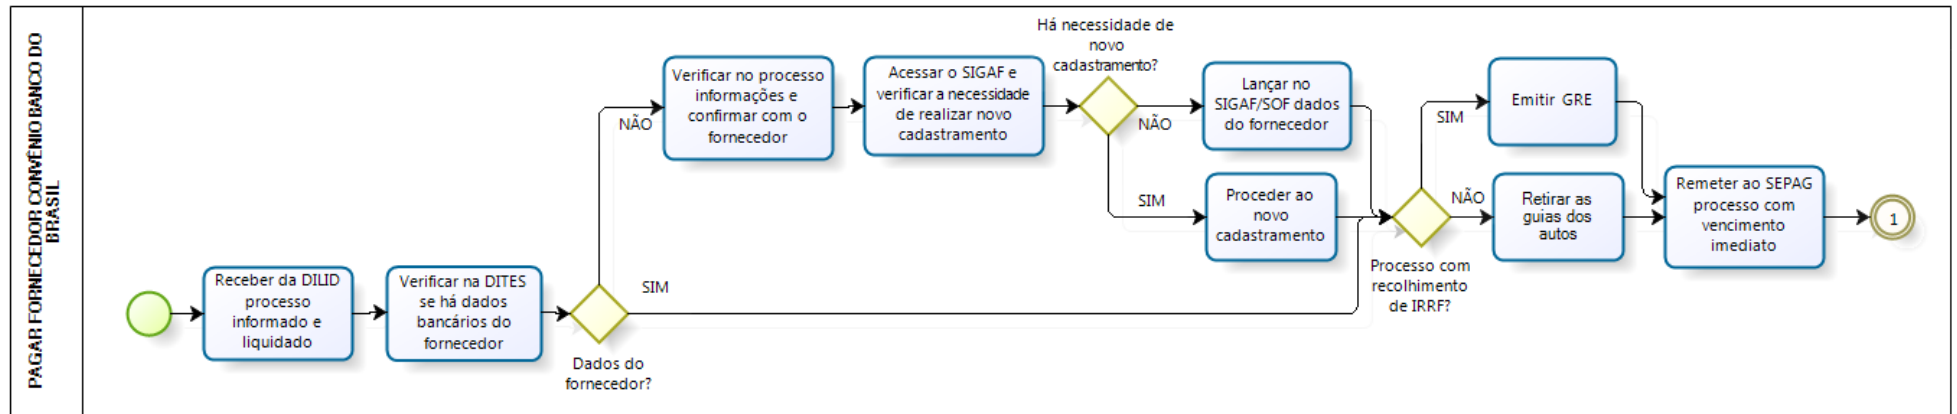 PAGAR FORNECEDOR CONVÊNIO BANCO DO
BRASIL
Receber da DILID
processo
informado e
liquidado
Verificar na DITES
se há dados
bancários do
fornecedor
Dados do
fornecedor?
NÃO
SIM
Verificar no processo
informações e
confirmar com o
fornecedor
Acessar o SIGAF e
verificar a necessidade
de realizar novo
cadastramento
Há necessidade de
novo
cadastramento?
NÃO
SIM
Lançar no
SIGAF/SOF dados
do fornecedor
Proceder ao
novo
cadastramento
Processo com
recolhimento
de IRRF?
SIM
NÃO
Emitir GRE
Retirar as
guias dos
autos
Remeter ao SEPAG
processo com
vencimento
imediato
1